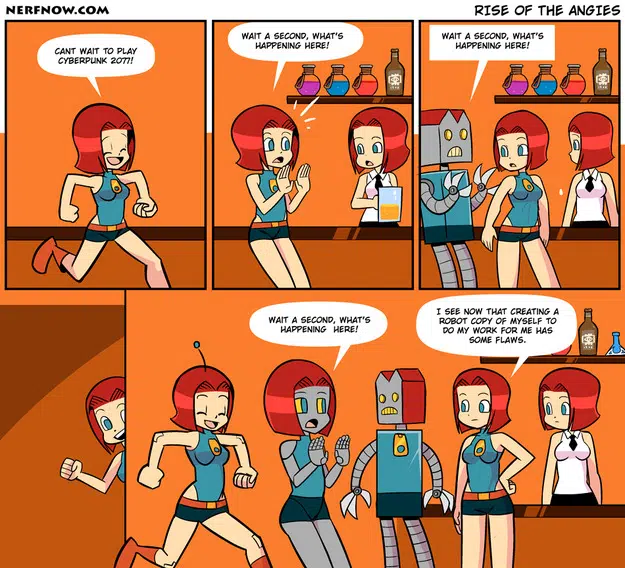 NERFNOW.COM
RISE OF THE ANGIES
CANT WAIT TO PLAY
CYBERPUNK 2077!
WAIT A SECOND, WHAT'S
HAPPENING HERE!
WAIT A SECOND, WHAT'S
HAPPENING HERE!
WAIT A SECOND, WHAT'S
HAPPENING HERE!
I SEE NOW THAT CREATING A
ROBOT COPY OF MYSELF TO
DO MY WORK FOR ME HAS
SOME FLAWS.